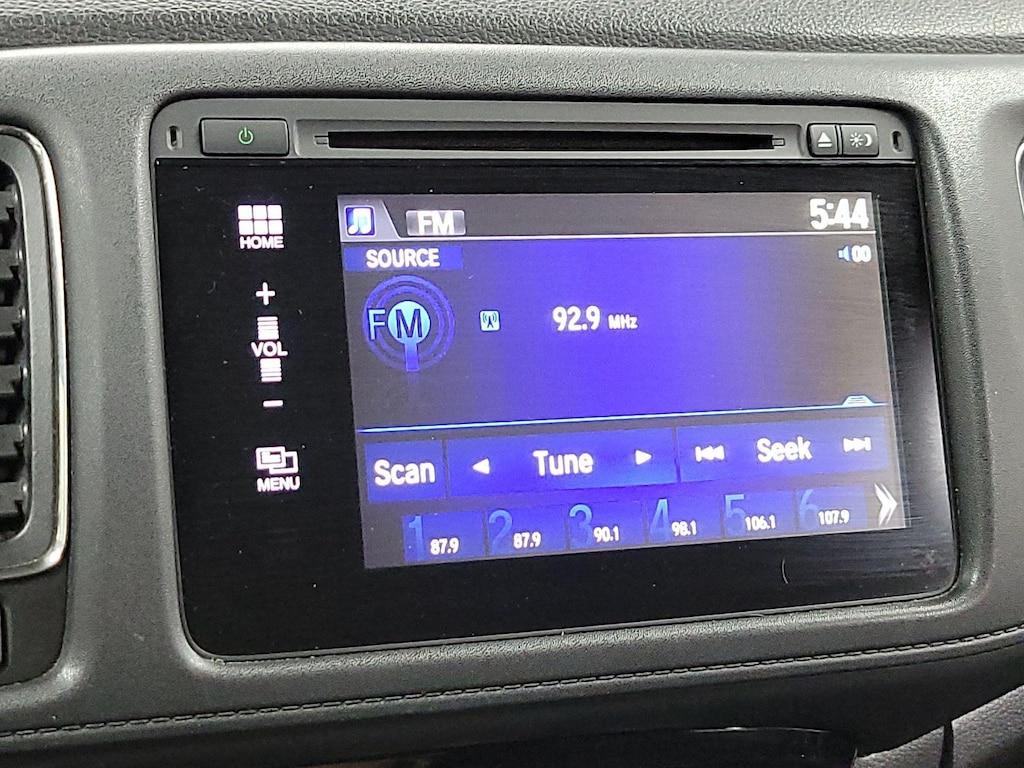 HOME
VOL
MENU
FM
5:44
SOURCE
00
FM
92.9 MHz
Scan
Tune
Seek
1 87.9
2 87.9
3 90.1
4 98.1
5 106.1
6 107.9